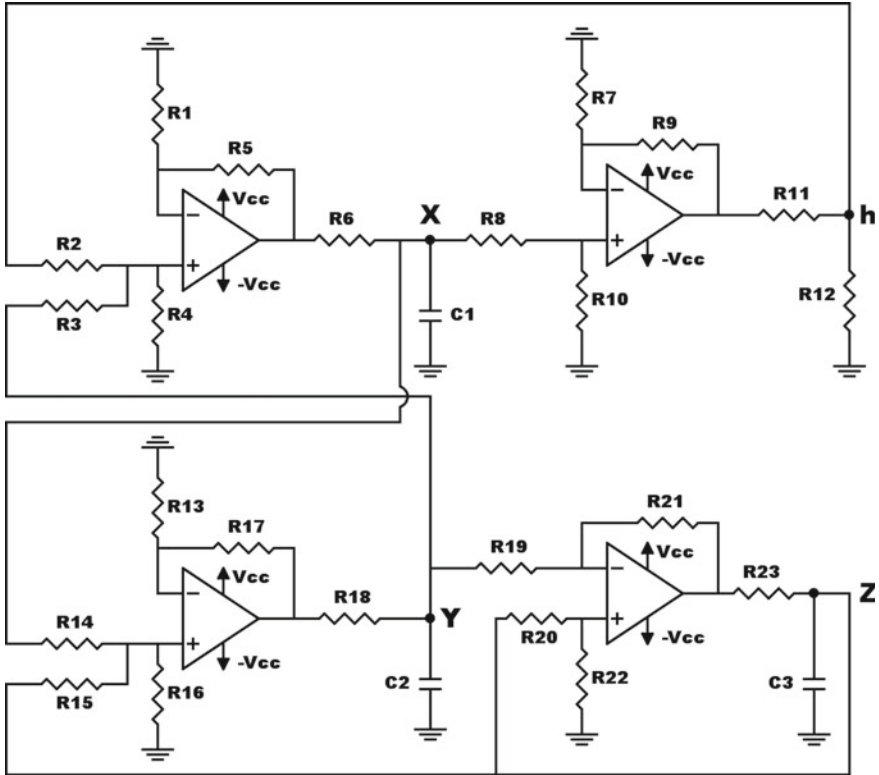 R1
R7
R5
R9
Vcc
Vcc
R6
X
R8
R11
h
R2
-Vcc
-Vcc
R3
R4
C1
R10
R12
R13
R17
R21
R19
Vcc
Vcc
R18
R23
Z
R14
Y
R20
-Vcc
-Vcc
R15
R16
C2
R22
C3